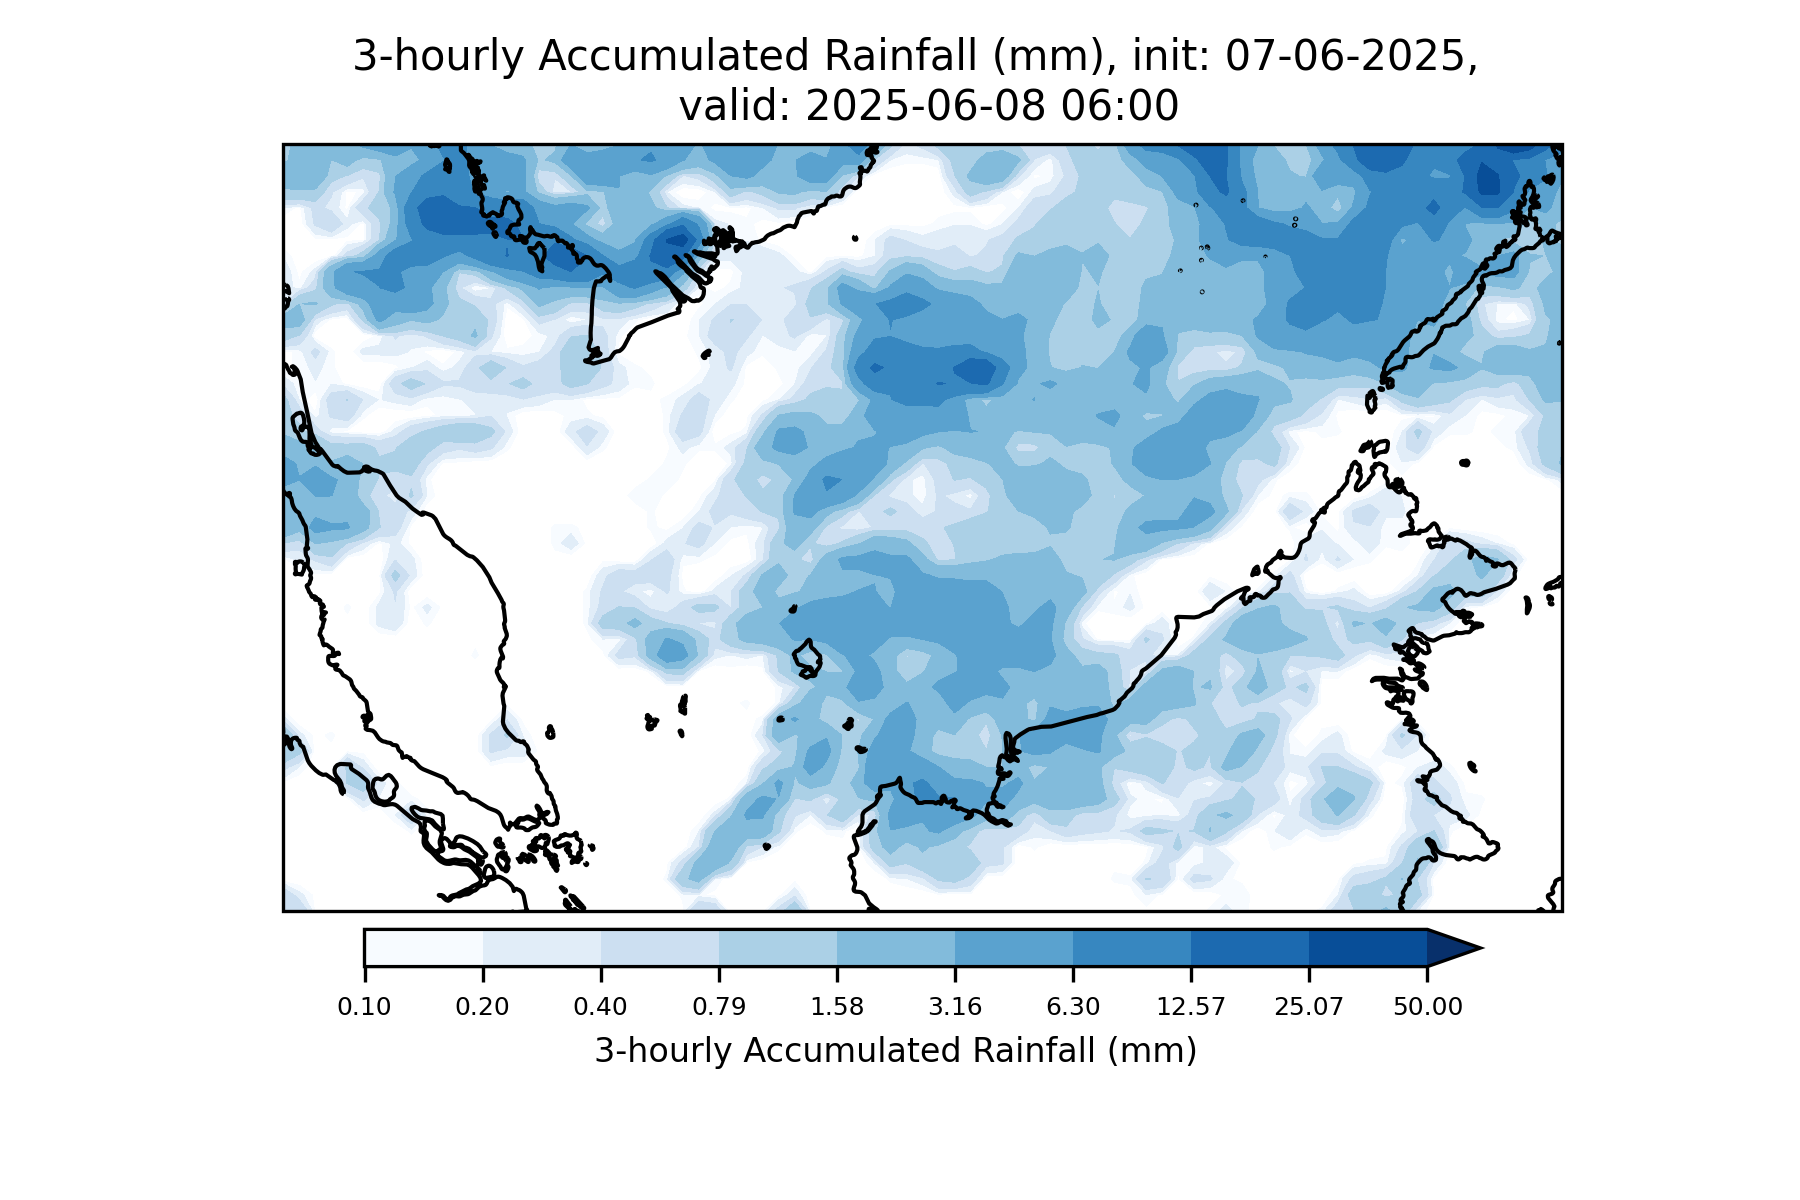 3-hourly Accumulated Rainfall (mm), init: 07-06-2025,
valid: 2025-06-08 06:00
0.10 0.20 0.40 0.79 1.58 3.16 6.30 12.57 25.07 50.00
3-hourly Accumulated Rainfall (mm)